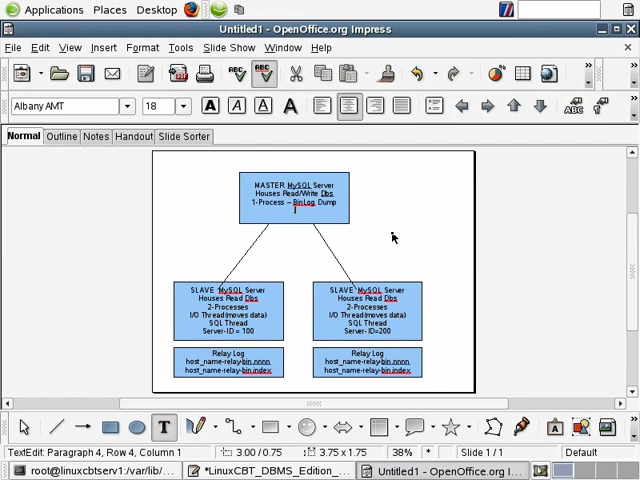 Applications Places Desktop
Untitled1 - OpenOffice.org Impress
File Edit View Insert Format Tools Slide Show Window Help
ABC ABC
Albany AMT 18 A A A A ABC
Normal Outline Notes Handout Slide Sorter
MASTER MySQL Server
Houses Read/Write Dbs
1-Process – BinLog Dump
SLAVE MySQL Server
Houses Read Dbs
2-Processes
I/O Thread(moves data)
SQL Thread
Server-ID = 100
SLAVE MySQL Server
Houses Read Dbs
2-Processes
I/O Thread(moves data)
SQL Thread
Server-ID=200
Relay Log
host_name-relay-bin.nnnn
host_name-relay-bin.index
Relay Log
host_name-relay-bin.nnnn
host_name-relay-bin.index
T
TextEdit: Paragraph 4, Row 4, Column 1 3.00 / 0.75 3.75 x 1.75 38% * Slide 1 / 1 Default
root@linuxcbtserv1:/var/lib/... *LinuxCBT_DBMS_Edition_... Untitled1 - OpenOffice.org I...